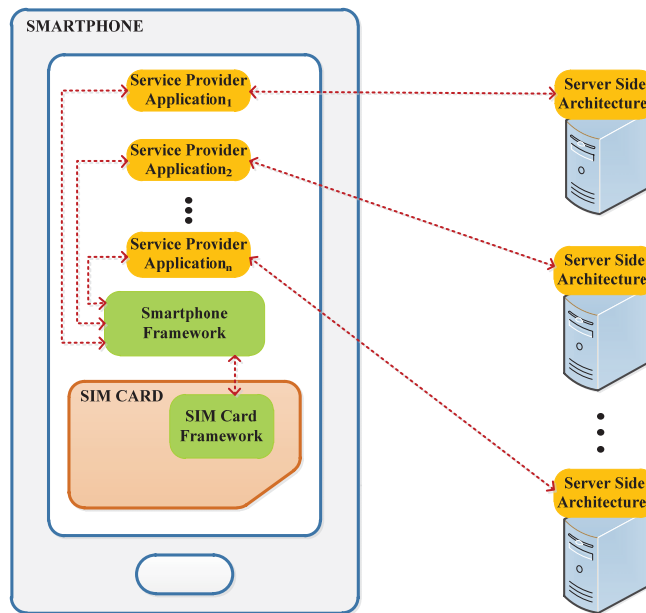 SMARTPHONE
Service Provider
Application₁
Server Side
Architecture
Service Provider
Application₂
Service Provider
Applicationₙ
Server Side
Architecture
Smartphone
Framework
SIM CARD
SIM Card
Framework
Server Side
Architecture